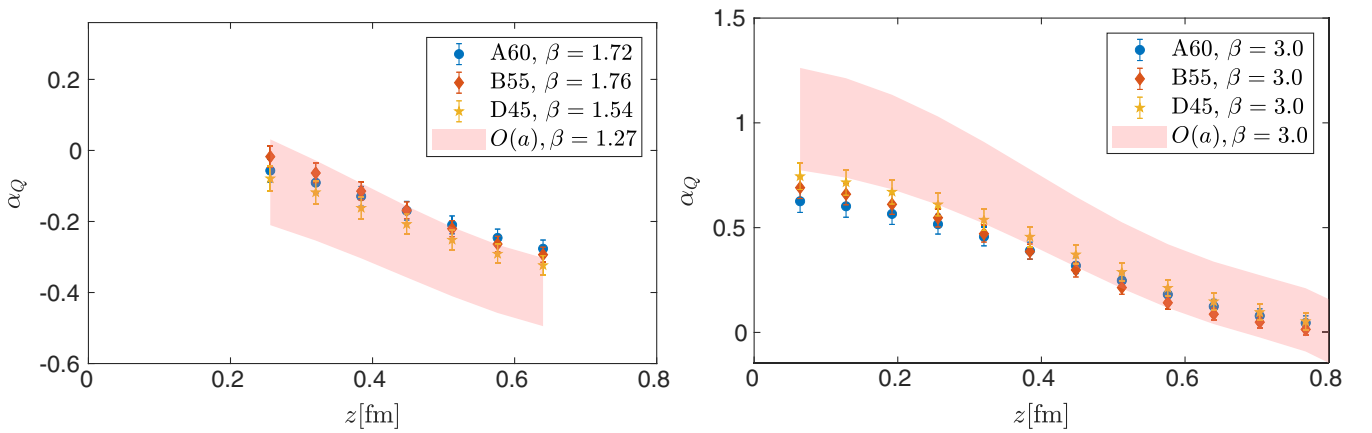 0.2
0
-0.2
-0.4
-0.6
0
0.2
0.4
0.6
0.8
α_Q
z[fm]
A60, β = 1.72
B55, β = 1.76
D45, β = 1.54
O(a), β = 1.27
1.5
1
0.5
0
0
0.2
0.4
0.6
0.8
α_Q
z[fm]
A60, β = 3.0
B55, β = 3.0
D45, β = 3.0
O(a), β = 3.0